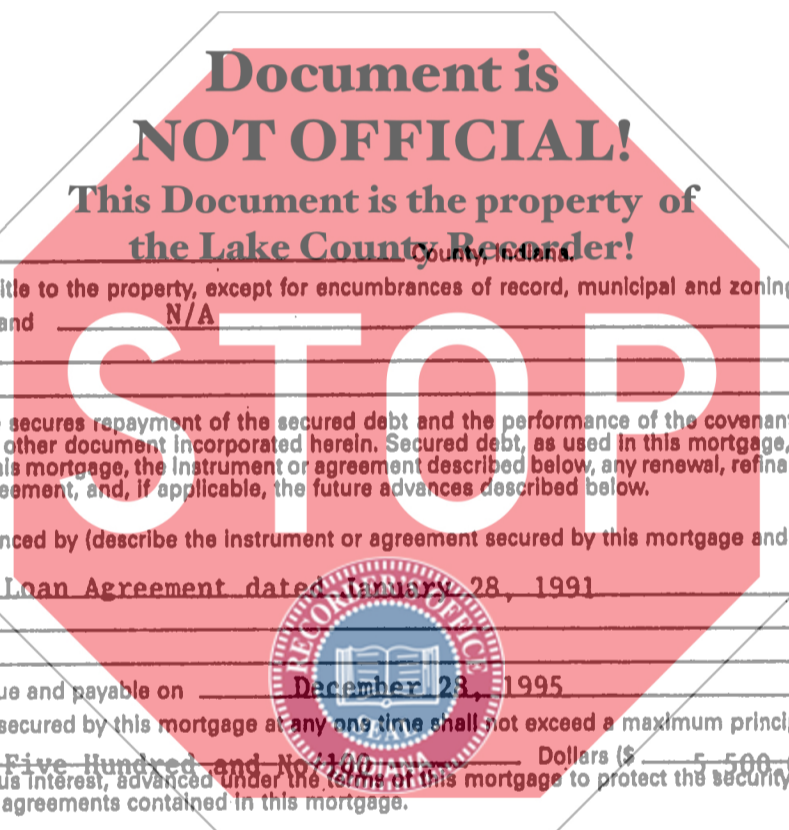 Document is
NOT OFFICIAL!
This Document is the property of
the Lake County Recorder!
County, Indiana.
itle to the property, except for encumbrances of record, municipal and zoning
and N/A
STOP
secures repayment of the secured debt and the performance of the covenant
other document incorporated herein. Secured debt, as used in this mortgage,
is mortgage, the instrument or agreement described below, any renewal, refina
eement, and, if applicable, the future advances described below.
nced by (describe the instrument or agreement secured by this mortgage and
Loan Agreement dated January 28, 1991
RECORDER'S OFFICE
ue and payable on December 28, 1995
secured by this mortgage at any one time shall not exceed a maximum princi
Five Hundred and No/100 Dollars ($ 5,500.
us interest, advanced under the terms of this mortgage to protect the security
agreements contained in this mortgage.